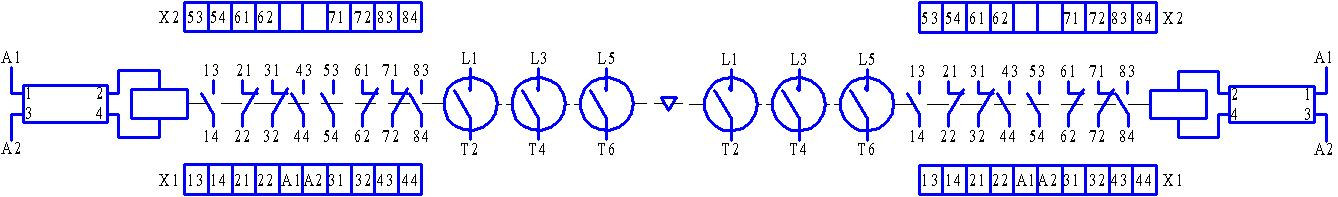 X2 53 54 61 62 71 72 83 84 53 54 61 62 71 72 83 84 X2
A1 L1 L3 L5 L1 L3 L5 A1
13 21 31 43 53 61 71 83 13 21 31 43 53 61 71 83
1 2 2 1
3 4 4 3
14 22 32 44 54 62 72 84 14 22 32 44 54 62 72 84
A2 T2 T4 T6 T2 T4 T6 A2
X1 13 14 21 22 A1 A2 31 32 43 44 13 14 21 22 A1 A2 31 32 43 44 X1